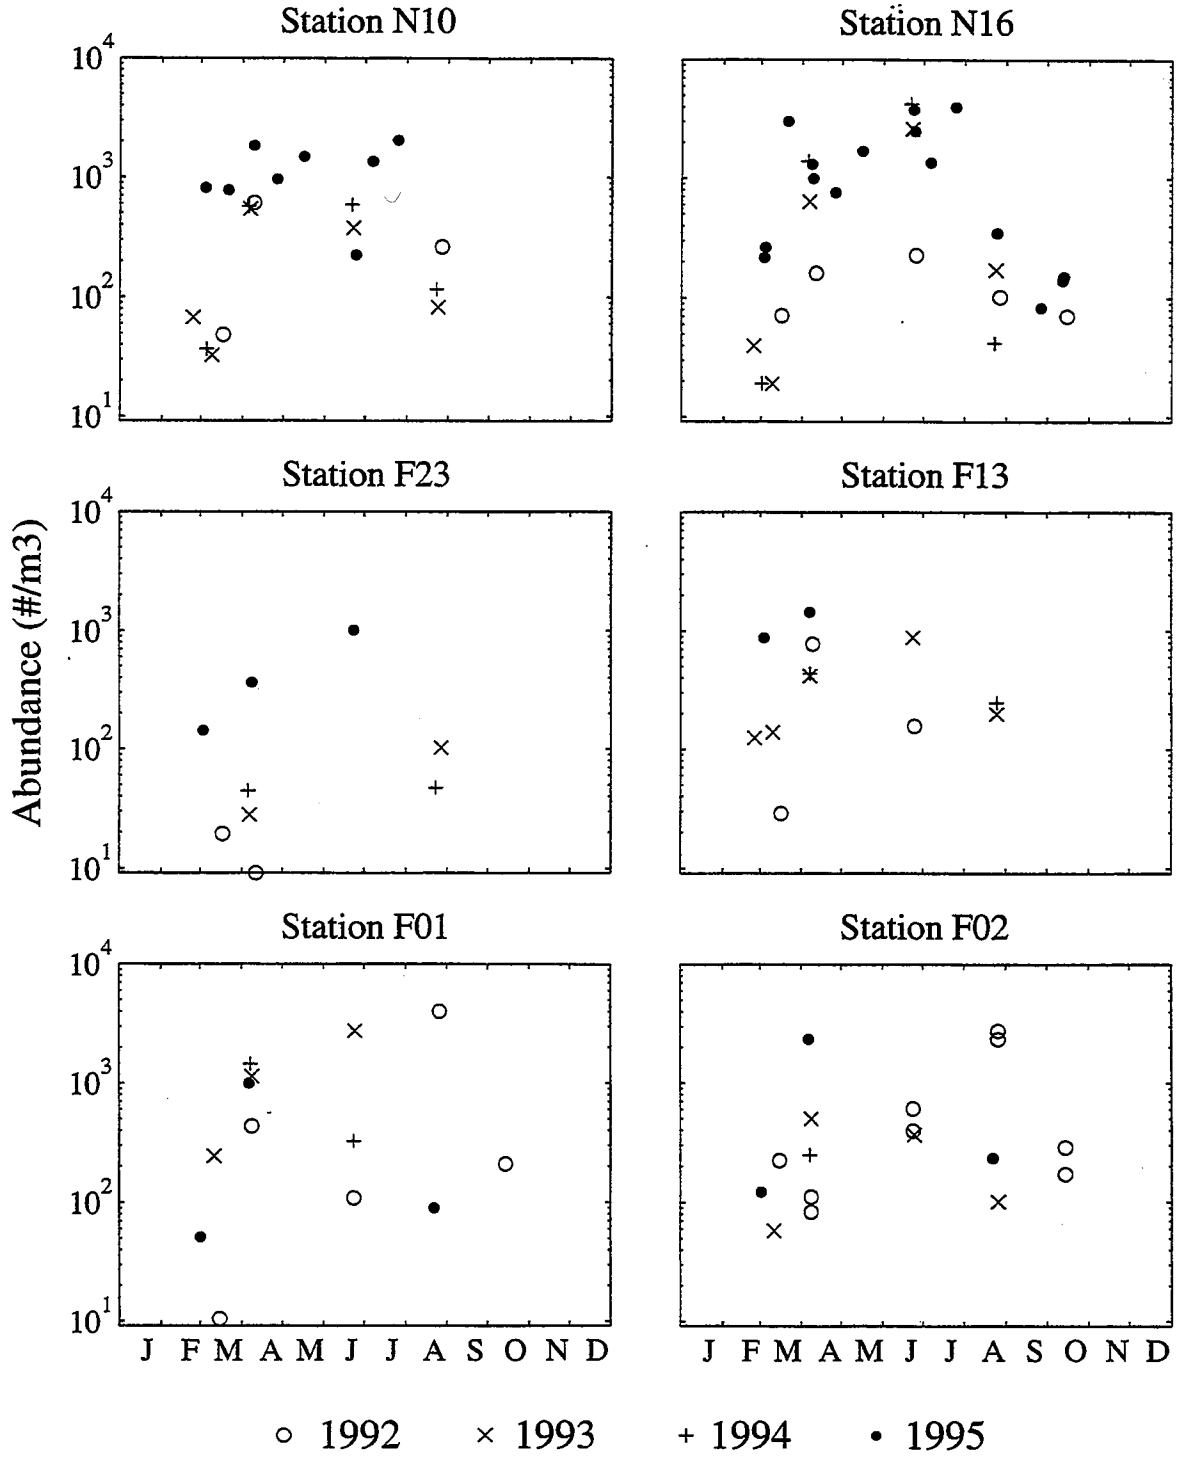 Station N10
Station N16
10^4
10^3
10^2
10^1
Station F23
Station F13
Abundance (#/m3)
10^4
10^3
10^2
10^1
Station F01
Station F02
10^4
10^3
10^2
10^1
J F M A M J J A S O N D
J F M A M J J A S O N D
○ 1992 × 1993 + 1994 ● 1995